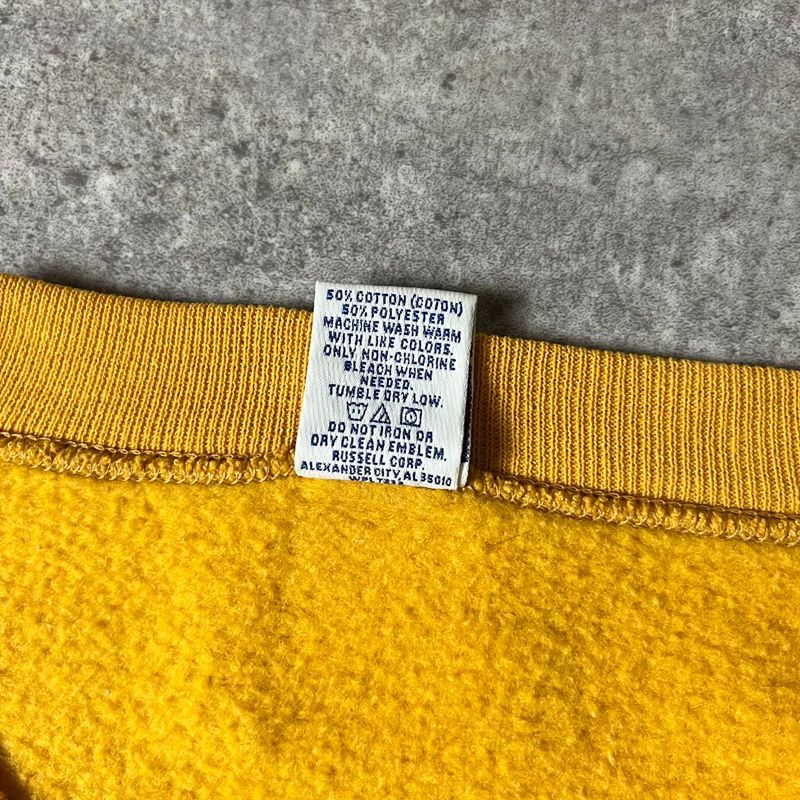 50% COTTON (COTON)
50% POLYESTER
MACHINE WASH WARM
WITH LIKE COLORS.
ONLY NON-CHLORINE
BLEACH WHEN
NEEDED.
TUMBLE DRY LOW.
DO NOT IRON OR
DRY CLEAN EMBLEM.
RUSSELL CORP.
ALEXANDER CITY, AL 35010